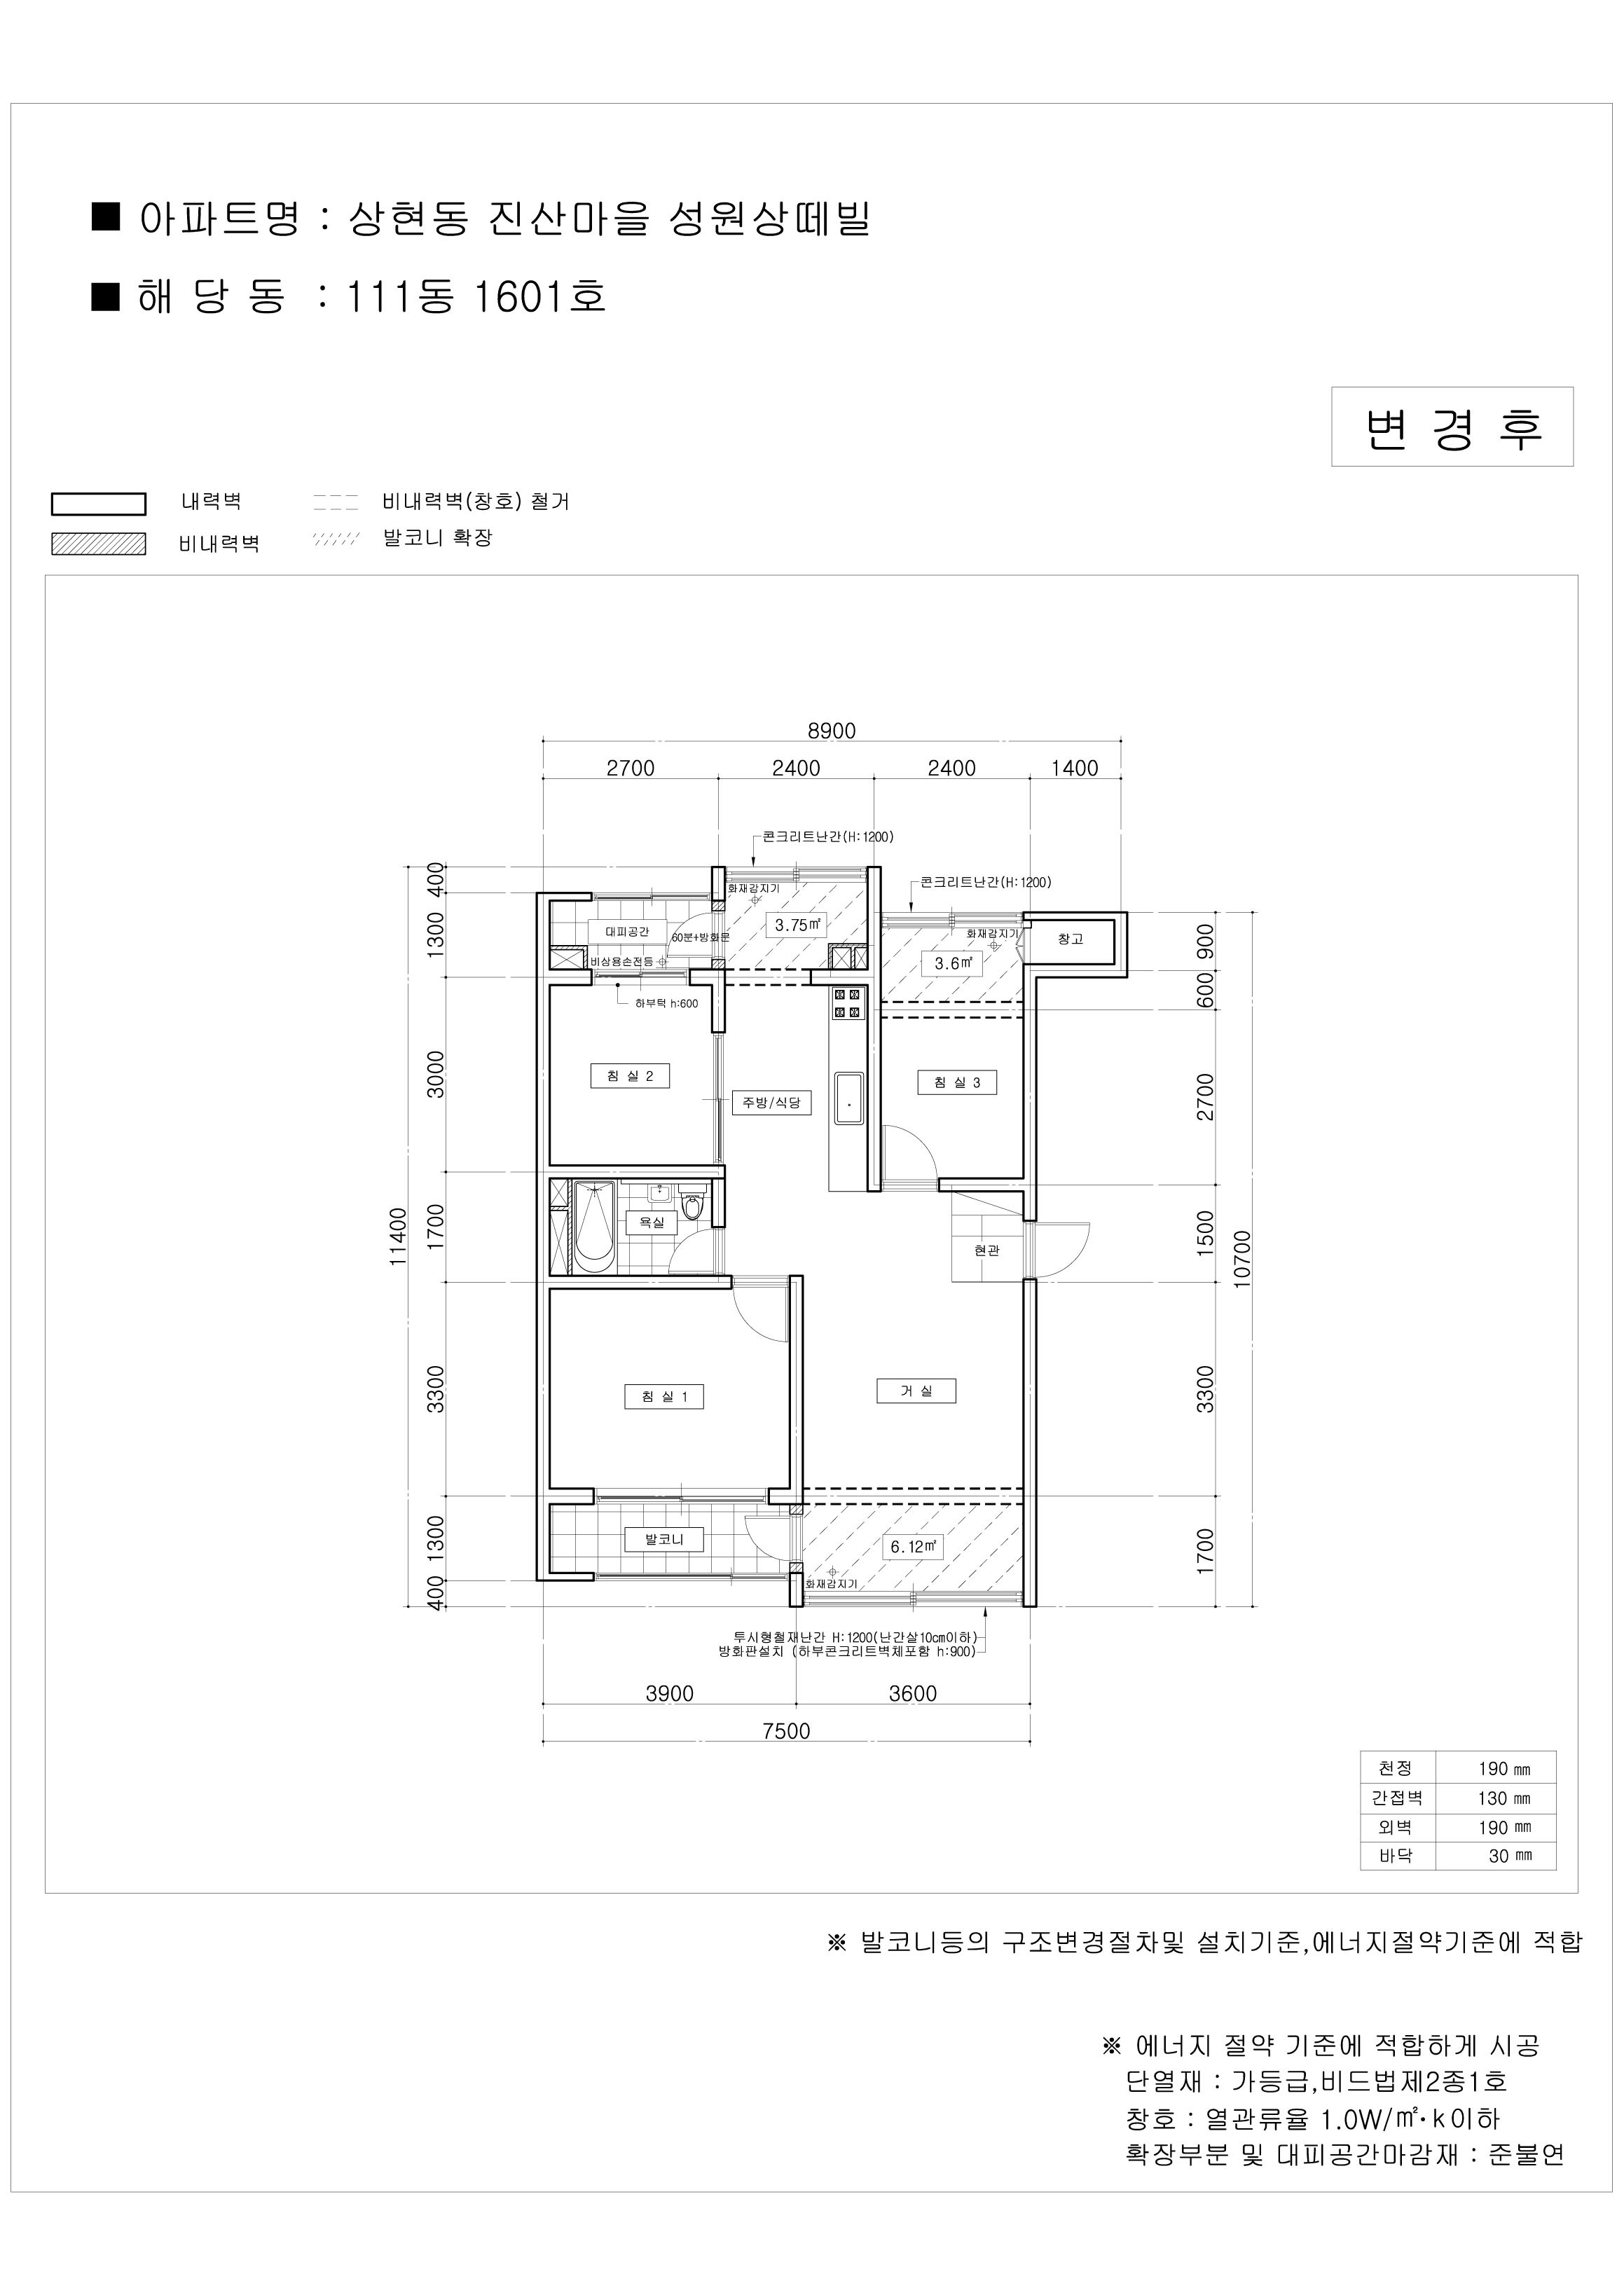 ■ 아파트명 : 상현동 진산마을 성원상떼빌
■ 해 당 동 : 111동 1601호
변 경 후
내력벽
비내력벽(창호) 철거
비내력벽
발코니 확장
8900
2700 2400 2400 1400
콘크리트난간(H:1200)
콘크리트난간(H:1200)
400
1300
3000
1700
3300
1300
400
11400
화재감지기
3.75㎡
대피공간
60분+방화문
비상용손전등
하부턱 h:600
화재감지기
3.6㎡
창고
900
600
2700
1500
3300
1700
10700
침 실 2
주방/식당
침 실 3
욕실
현관
침 실 1
거 실
발코니
6.12㎡
화재감지기
투시형철재난간 H:1200(난간살10cm이하)
방화판설치 (하부콘크리트벽체포함 h:900)
3900 3600
7500
천정 190 ㎜
간접벽 130 ㎜
외벽 190 ㎜
바닥 30 ㎜
※ 발코니등의 구조변경절차및 설치기준,에너지절약기준에 적합
※ 에너지 절약 기준에 적합하게 시공
단열재 : 가등급,비드법제2종1호
창호 : 열관류율 1.0W/㎡·k이하
확장부분 및 대피공간마감재 : 준불연